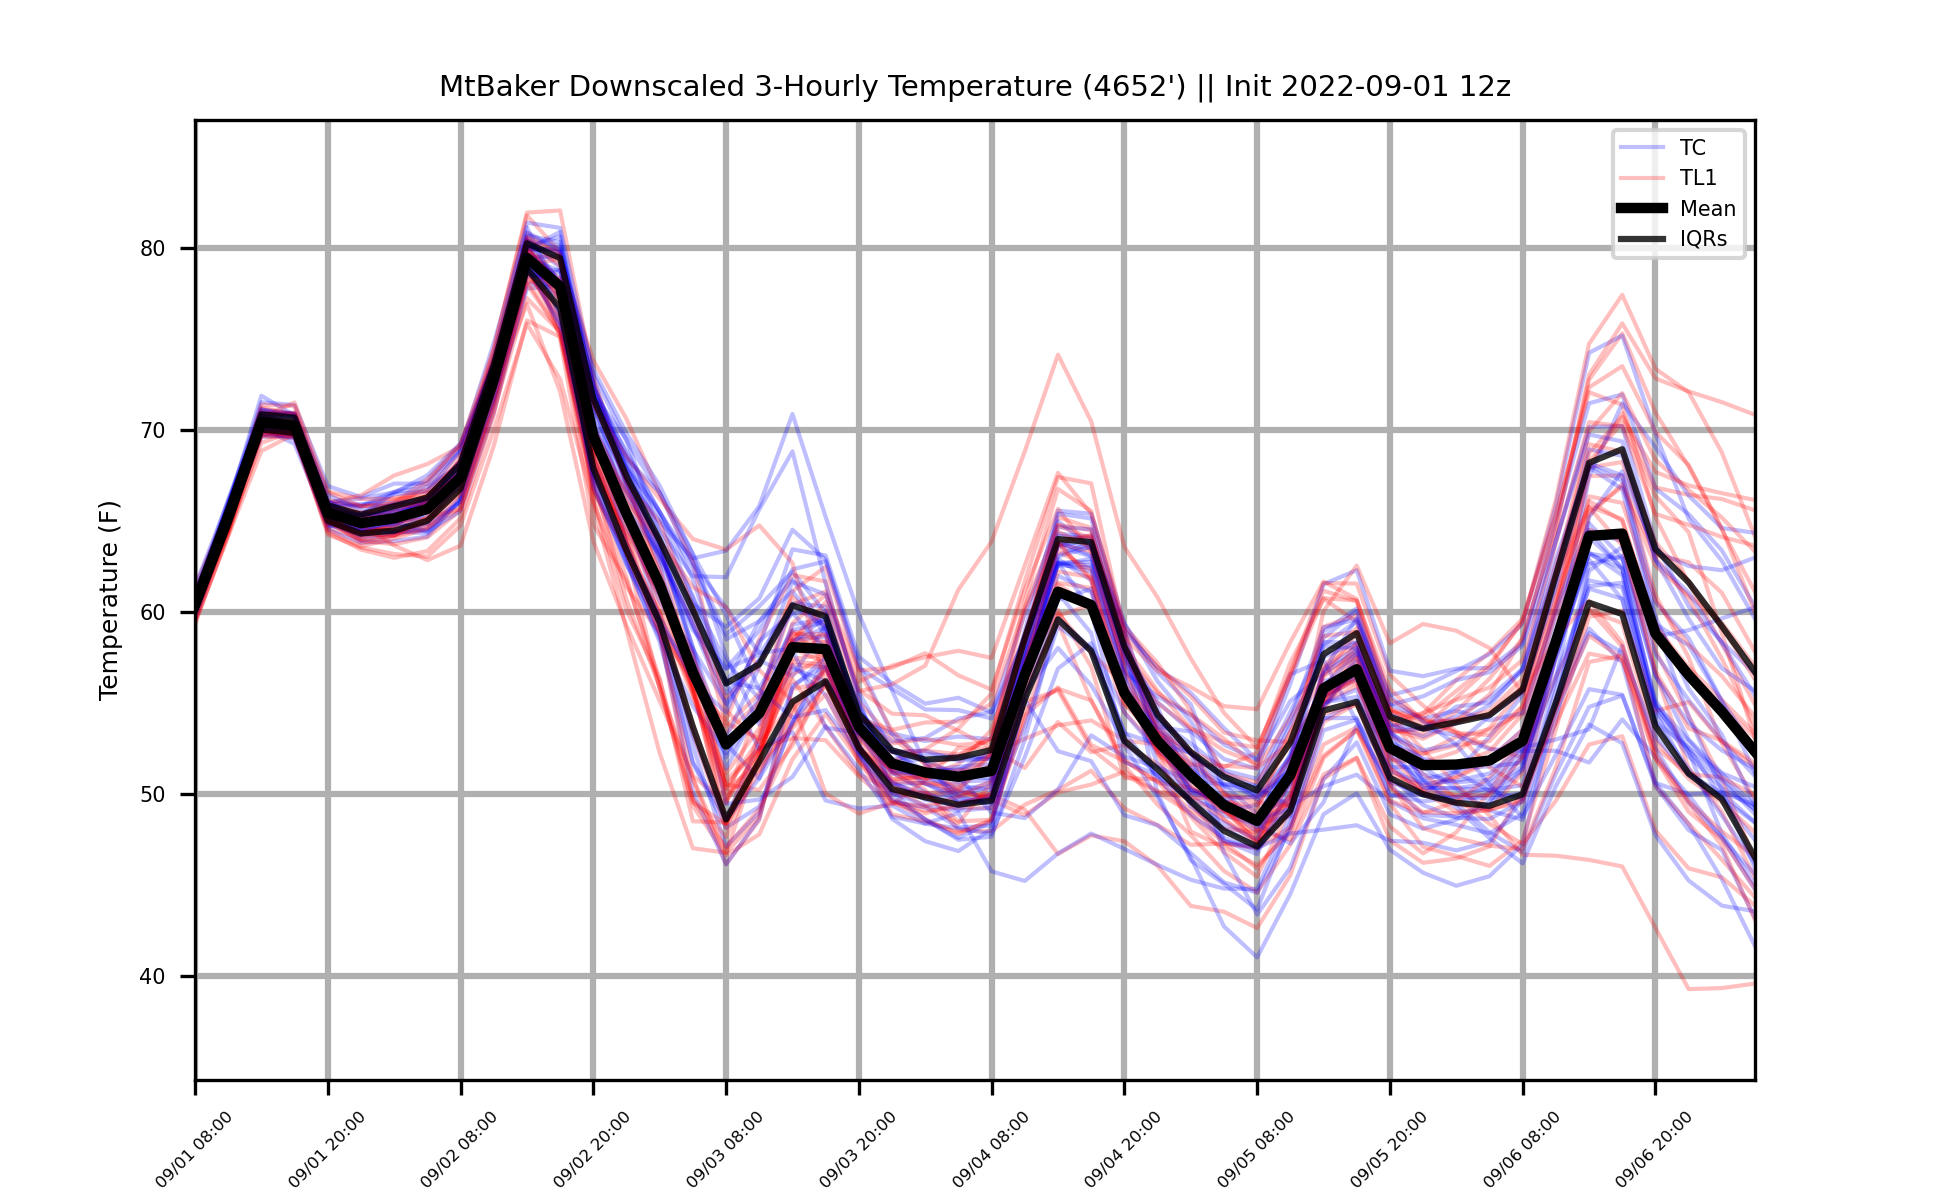 MtBaker Downscaled 3-Hourly Temperature (4652') || Init 2022-09-01 12z
TC
TL1
Mean
IQRs
Temperature (F)
80
70
60
50
40
09/01 08:00
09/01 20:00
09/02 08:00
09/02 20:00
09/03 08:00
09/03 20:00
09/04 08:00
09/04 20:00
09/05 08:00
09/05 20:00
09/06 08:00
09/06 20:00